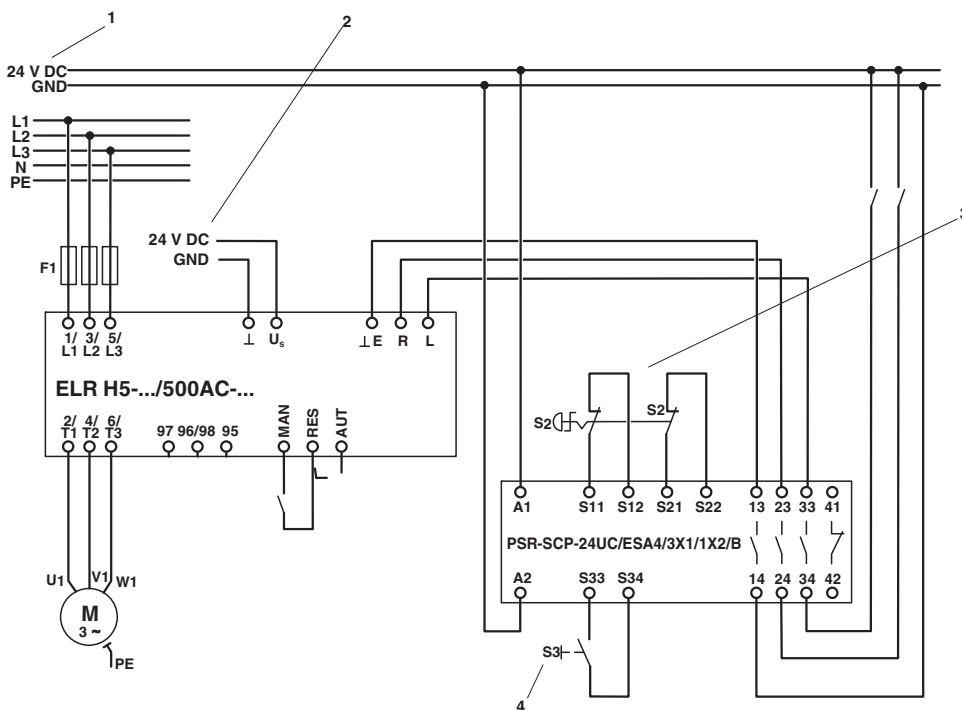 1
2
24 V DC
GND
L1
L2
L3
N
PE
3
24 V DC
GND
F1
1/ 3/ 5/
L1 L2 L3
⊥ Us
⊥E R L
ELR H5-.../500AC-...
2/ 4/ 6/
T1 T2 T3
97 96/98 95
MAN RES AUT
S2 S2
A1 S11 S12 S21 S22 13 23 33 41
PSR-SCP-24UC/ESA4/3X1/1X2/B
A2 S33 S34 14 24 34 42
U1 V1 W1
M
3 ~
PE
S3
4